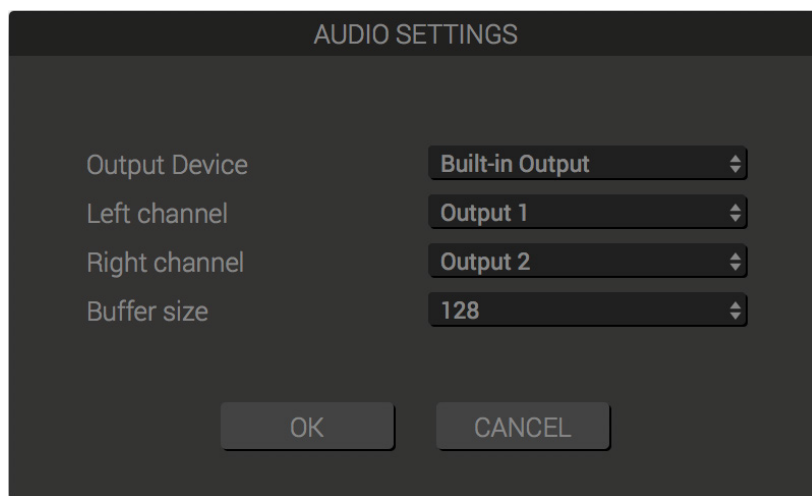 AUDIO SETTINGS
Output Device Built-in Output
Left channel Output 1
Right channel Output 2
Buffer size 128
OK CANCEL